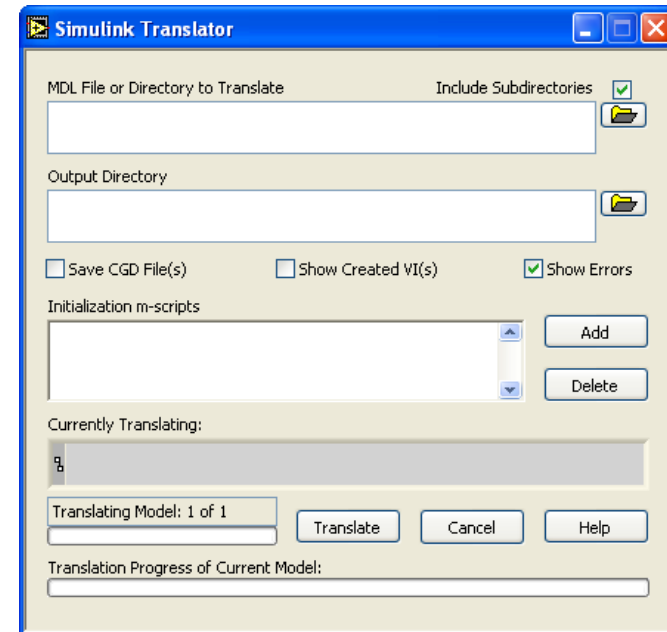 Simulink Translator
MDL File or Directory to Translate Include Subdirectories
Output Directory
Save CGD File(s) Show Created VI(s) Show Errors
Initialization m-scripts
Add
Delete
Currently Translating:
Translating Model: 1 of 1
Translate Cancel Help
Translation Progress of Current Model: